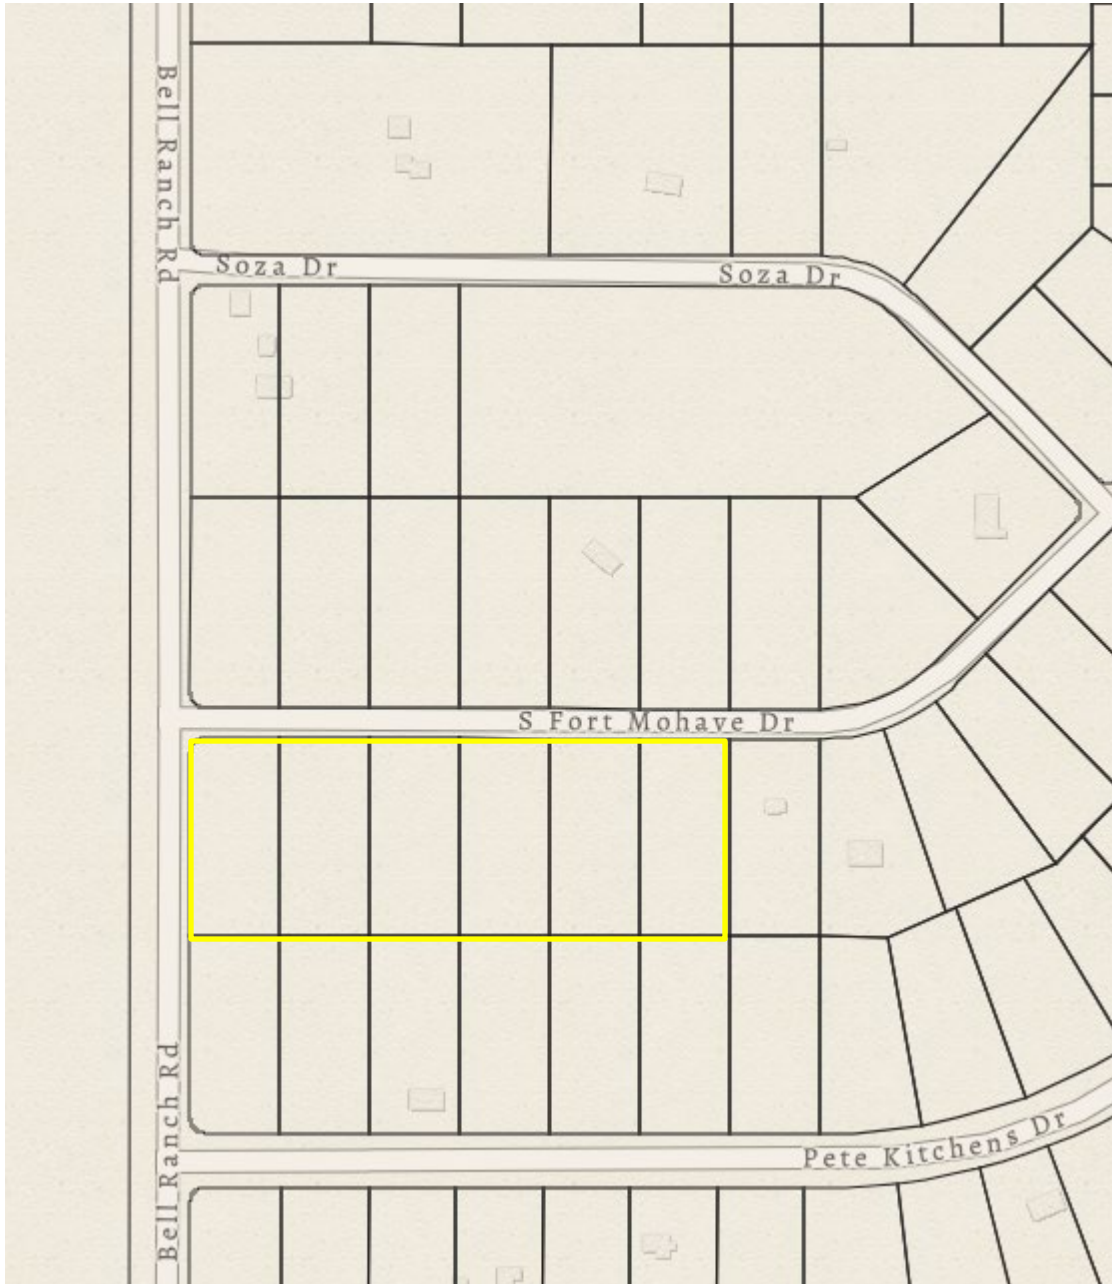 Bell Ranch Rd
Soza Dr
Soza Dr
S Fort Mohave Dr
Bell Ranch Rd
Pete Kitchens Dr